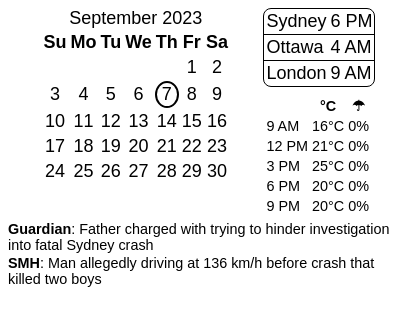 September 2023
Su Mo Tu We Th Fr Sa
1 2
3 4 5 6 7 8 9
10 11 12 13 14 15 16
17 18 19 20 21 22 23
24 25 26 27 28 29 30
Sydney 6 PM
Ottawa 4 AM
London 9 AM
°C ☂
9 AM 16°C 0%
12 PM 21°C 0%
3 PM 25°C 0%
6 PM 20°C 0%
9 PM 20°C 0%
Guardian: Father charged with trying to hinder investigation
into fatal Sydney crash
SMH: Man allegedly driving at 136 km/h before crash that
killed two boys